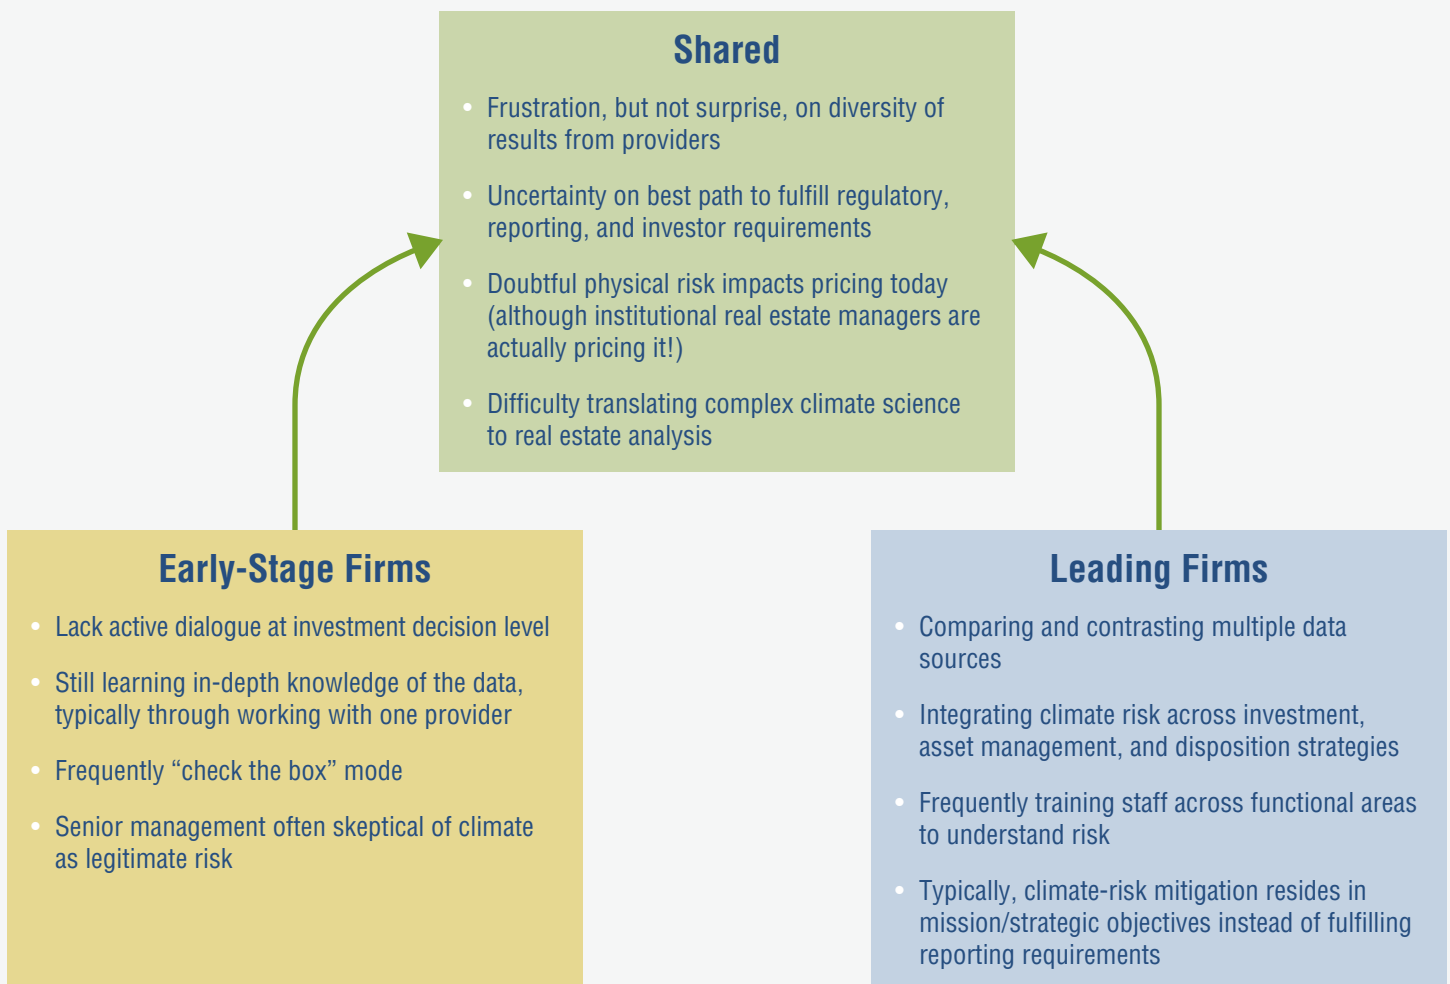 Shared
• Frustration, but not surprise, on diversity of
results from providers
• Uncertainty on best path to fulfill regulatory,
reporting, and investor requirements
• Doubtful physical risk impacts pricing today
(although institutional real estate managers are
actually pricing it!)
• Difficulty translating complex climate science
to real estate analysis
Early-Stage Firms
• Lack active dialogue at investment decision level
• Still learning in-depth knowledge of the data,
typically through working with one provider
• Frequently “check the box” mode
• Senior management often skeptical of climate
as legitimate risk
Leading Firms
• Comparing and contrasting multiple data
sources
• Integrating climate risk across investment,
asset management, and disposition strategies
• Frequently training staff across functional areas
to understand risk
• Typically, climate-risk mitigation resides in
mission/strategic objectives instead of fulfilling
reporting requirements